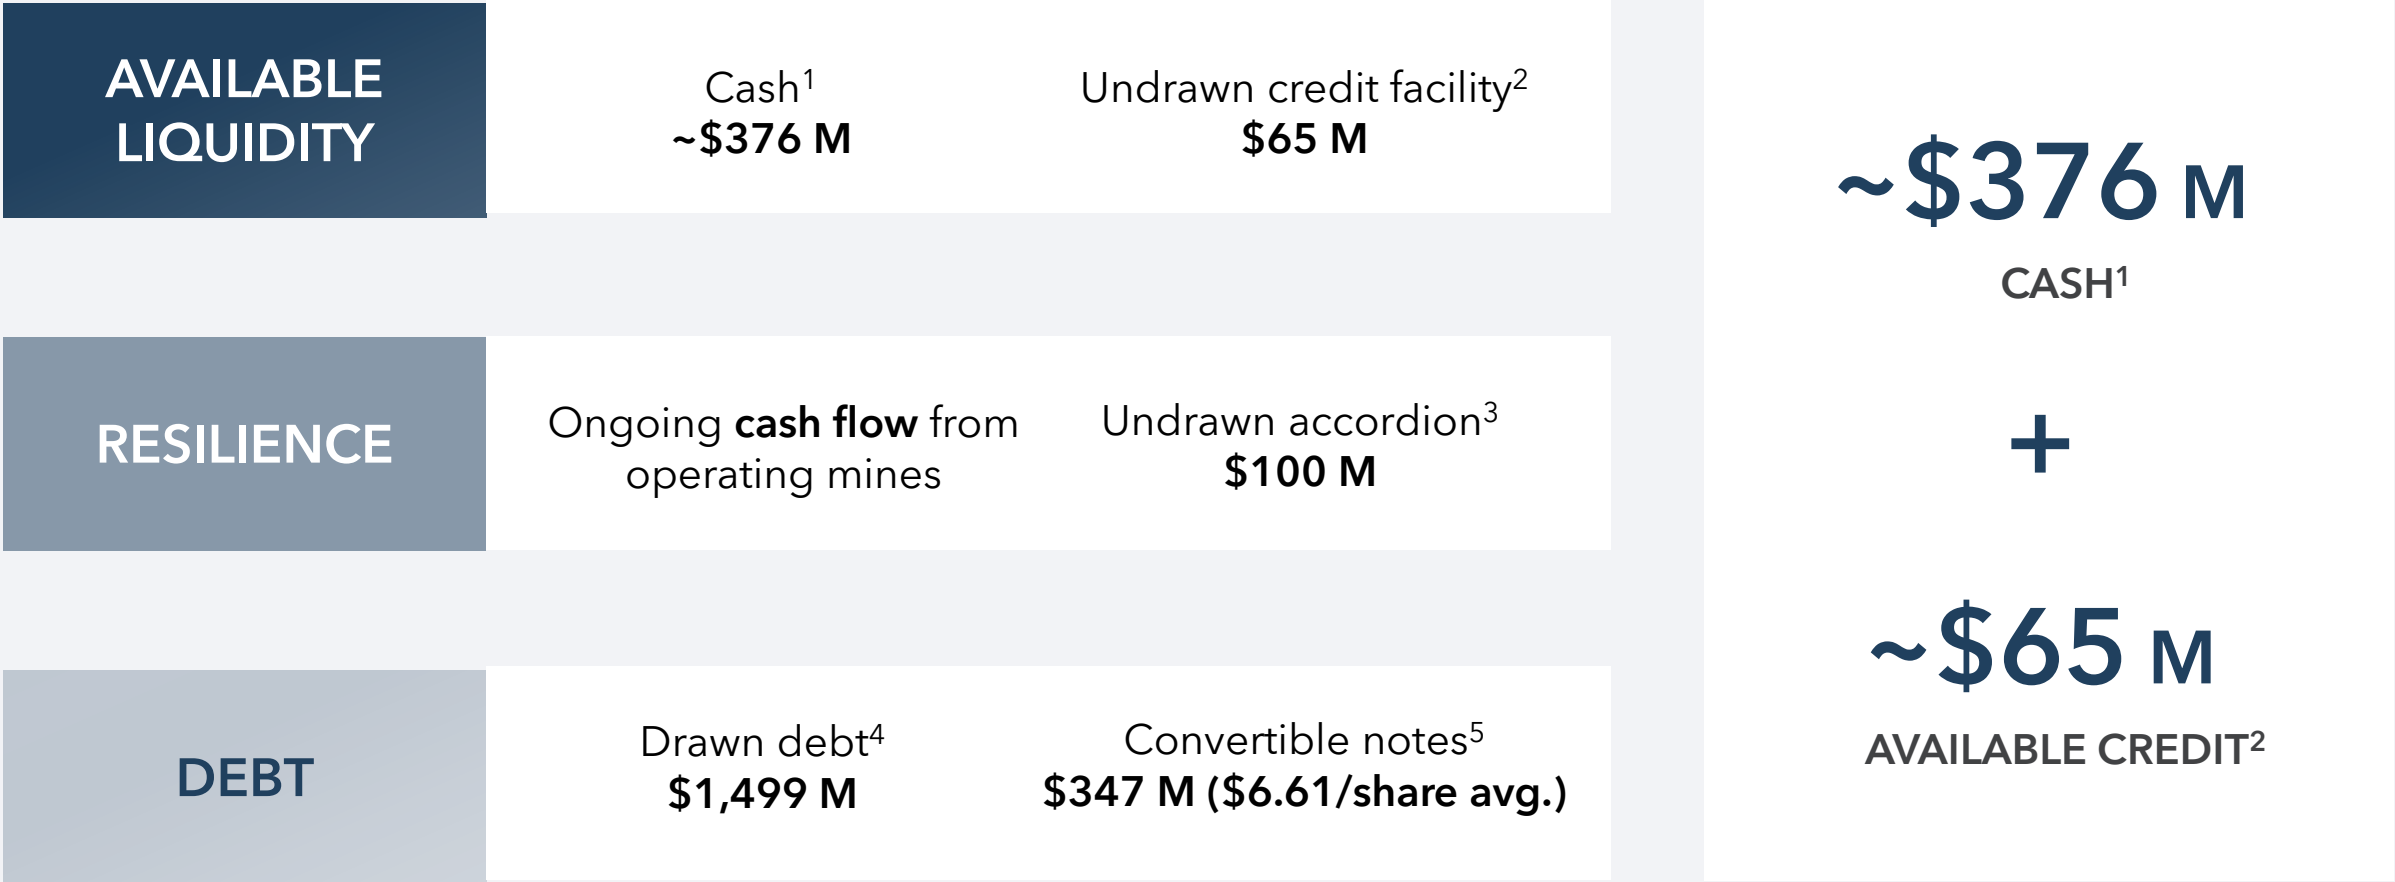 AVAILABLE
LIQUIDITY
Cash¹
~$376 M
Undrawn credit facility²
$65 M
RESILIENCE
Ongoing cash flow from
operating mines
Undrawn accordion³
$100 M
DEBT
Drawn debt⁴
$1,499 M
Convertible notes⁵
$347 M ($6.61/share avg.)
~$376 M
CASH¹
+
~$65 M
AVAILABLE CREDIT²